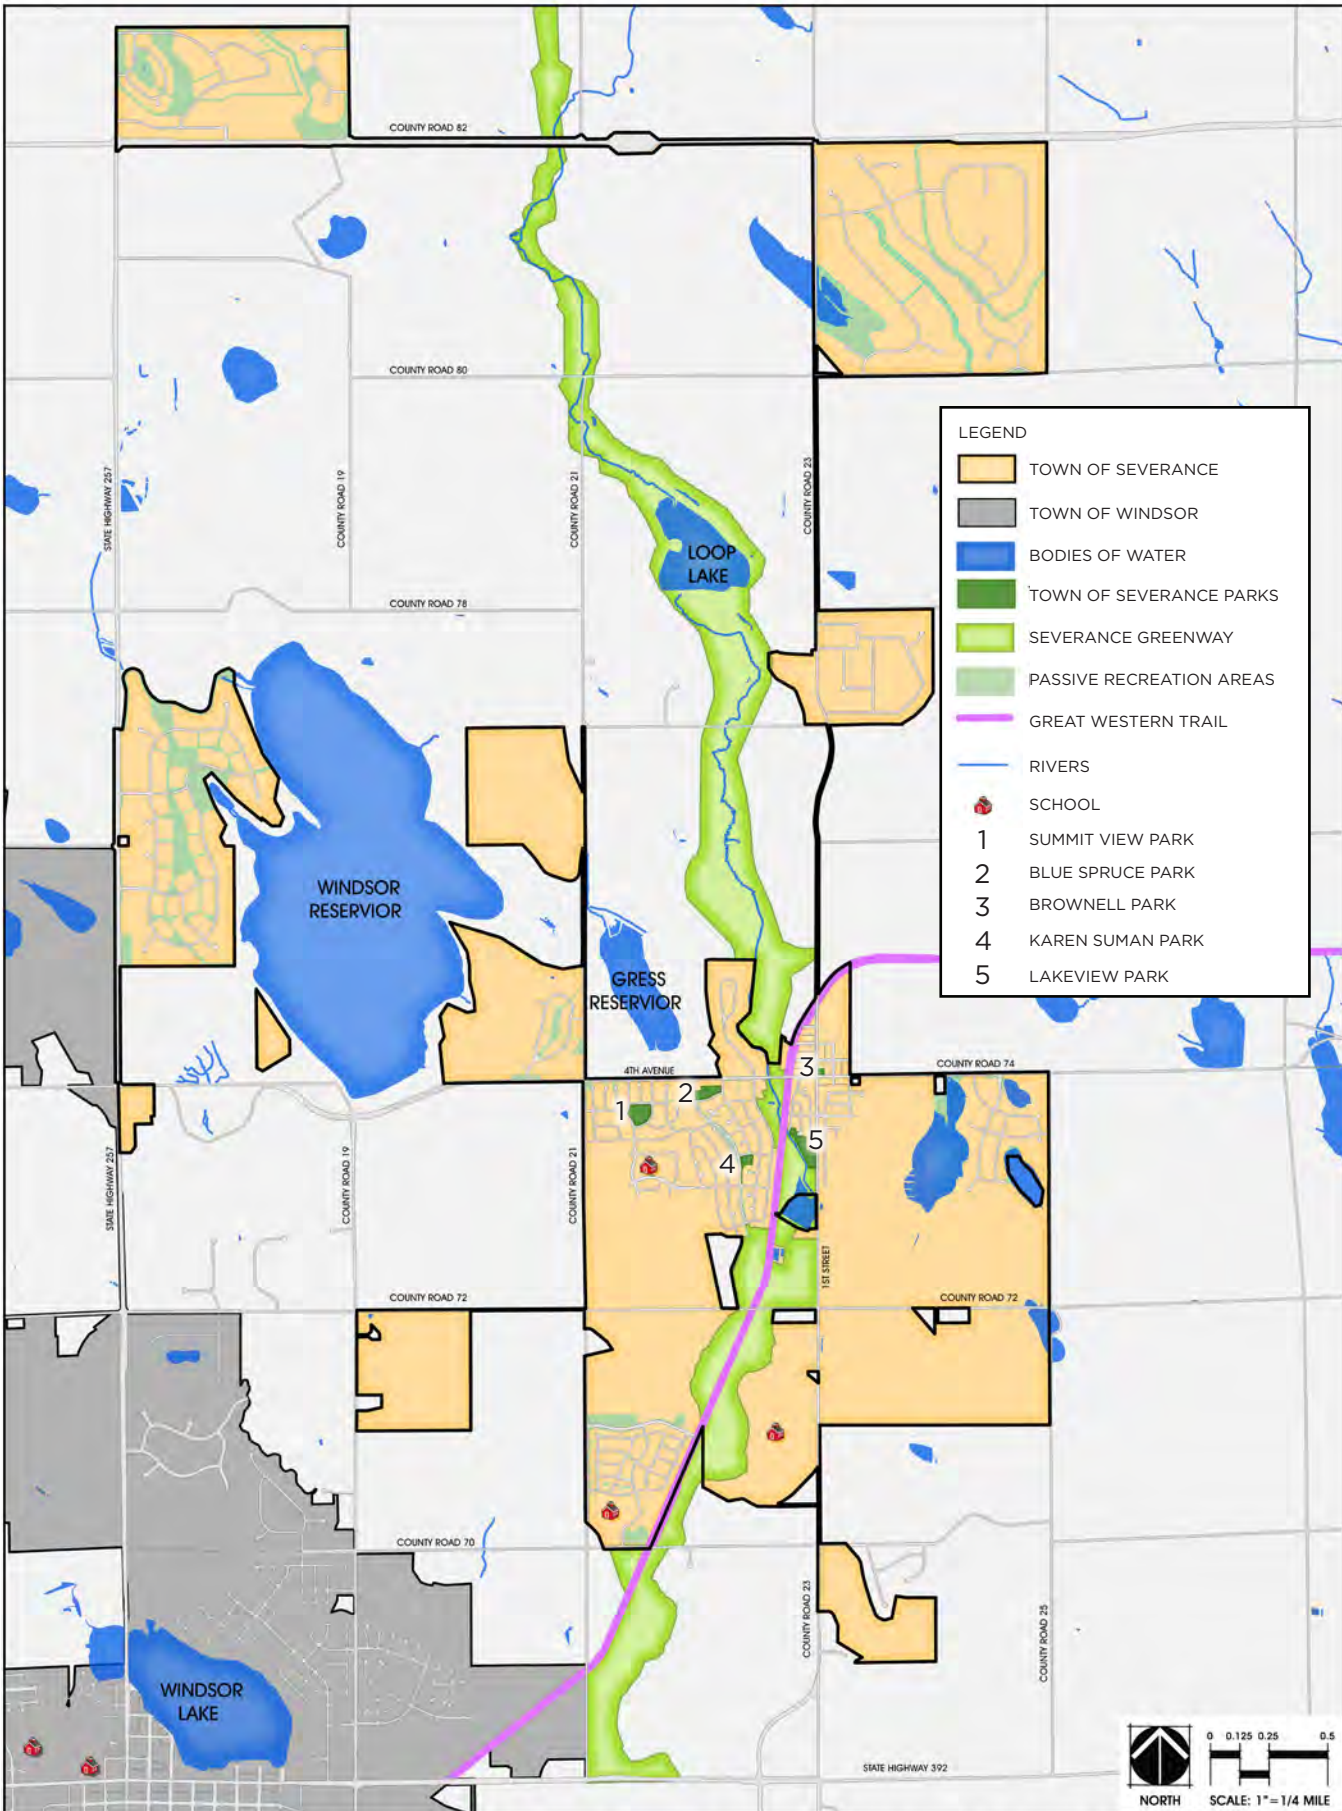 COUNTY ROAD 82
COUNTY ROAD 80
STATE HIGHWAY 257
COUNTY ROAD 19
COUNTY ROAD 21
COUNTY ROAD 23
LEGEND
TOWN OF SEVERANCE
TOWN OF WINDSOR
BODIES OF WATER
TOWN OF SEVERANCE PARKS
SEVERANCE GREENWAY
PASSIVE RECREATION AREAS
GREAT WESTERN TRAIL
RIVERS
SCHOOL
1 SUMMIT VIEW PARK
2 BLUE SPRUCE PARK
3 BROWNELL PARK
4 KAREN SUMAN PARK
5 LAKEVIEW PARK
LOOP
LAKE
COUNTY ROAD 78
WINDSOR
RESERVIOR
GRESS
RESERVIOR
4TH AVENUE
COUNTY ROAD 74
3
2
1
5
4
STATE HIGHWAY 257
COUNTY ROAD 19
COUNTY ROAD 21
1ST STREET
COUNTY ROAD 72
COUNTY ROAD 72
COUNTY ROAD 70
COUNTY ROAD 23
COUNTY ROAD 25
WINDSOR
LAKE
STATE HIGHWAY 392
0 0.125 0.25 0.5
NORTH
SCALE: 1"=1/4 MILE